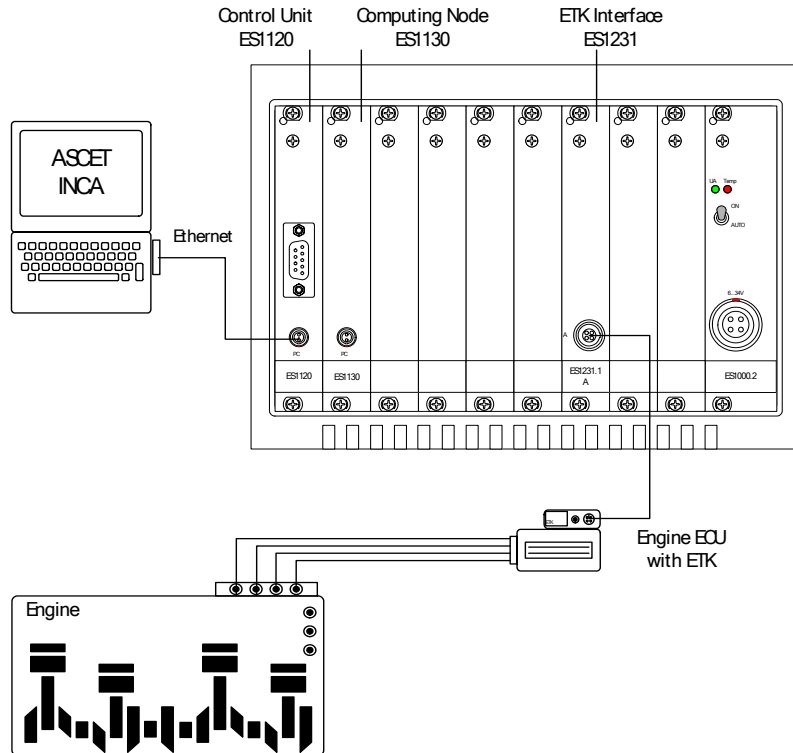 Control Unit
ES1120
Computing Node
ES1130
ETK Interface
ES1231
ASCET
INCA
Ethernet
UA Temp
ON
AUTO
6...34V
A
PC
PC
ES1120
ES1130
ES1231.1
A
ES1000.2
ETK
Engine ECU
with ETK
Engine